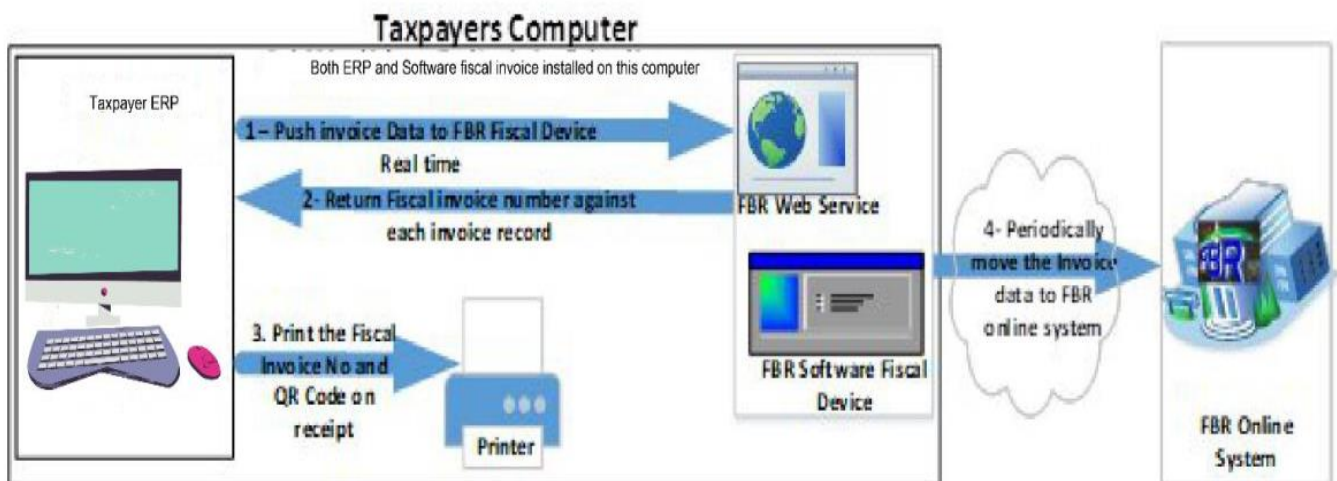 Taxpayers Computer
Both ERP and Software fiscal invoice installed on this computer
Taxpayer ERP
1 – Push invoice Data to FBR Fiscal Device
Real time
2- Return Fiscal invoice number against
each invoice record
FBR Web Service
3. Print the Fiscal
Invoice No and
QR Code on
receipt
Printer
FBR Software Fiscal
Device
4- Periodically
move the Invoice
data to FBR
online system
FBR
FBR Online
System